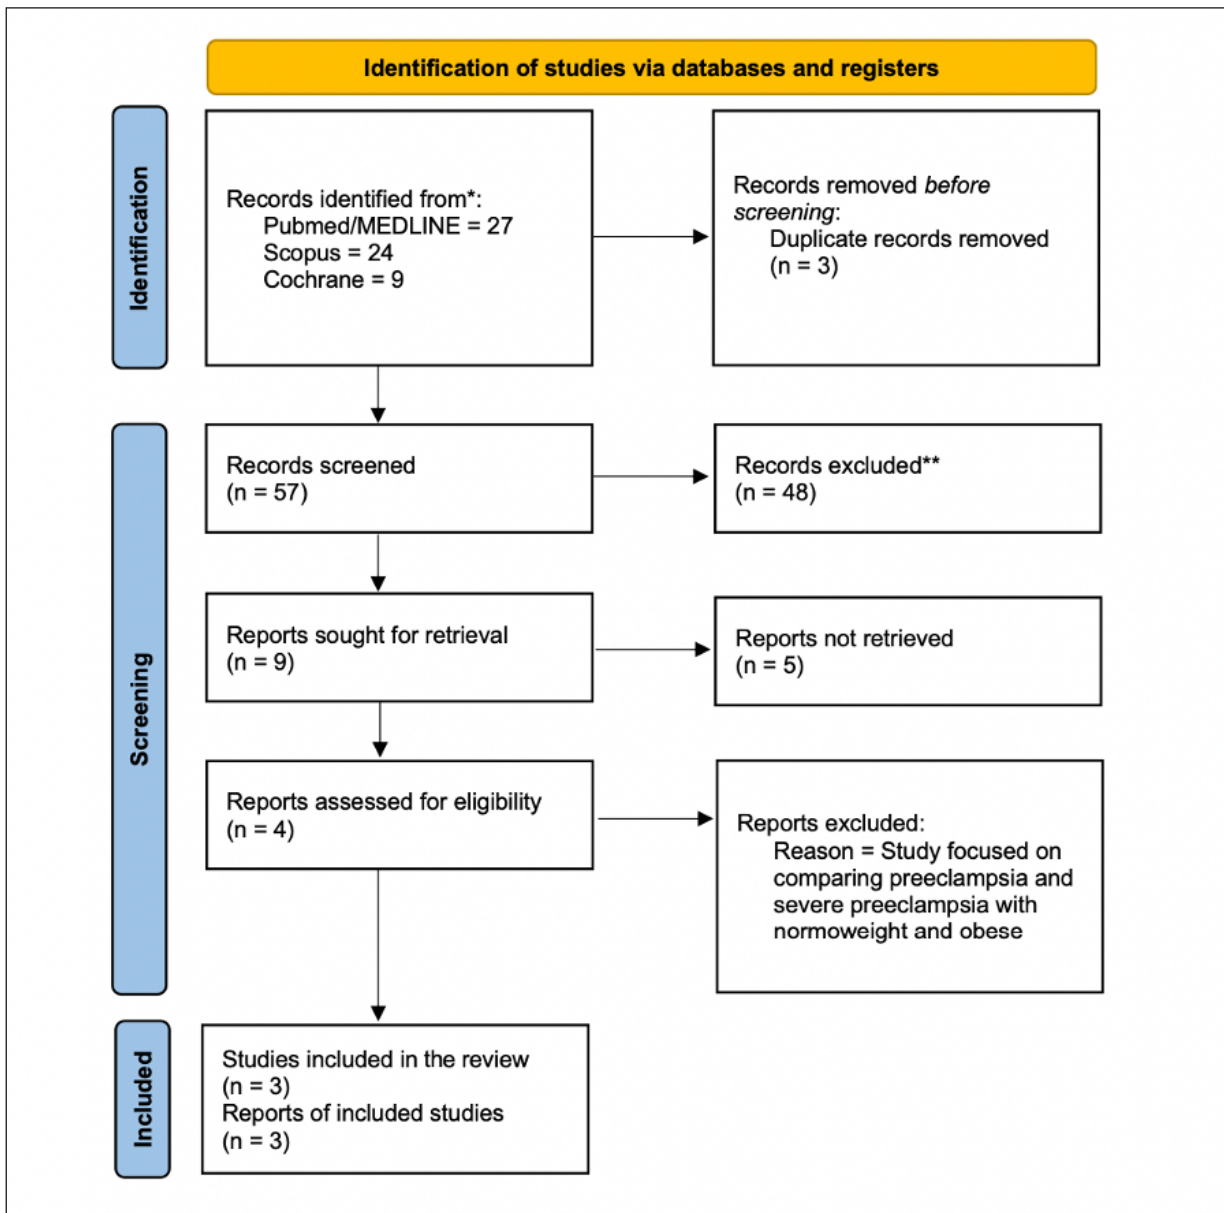 Identification of studies via databases and registers
Identification
Records identified from*:
Pubmed/MEDLINE = 27
Scopus = 24
Cochrane = 9
Records removed before
screening:
Duplicate records removed
(n = 3)
Screening
Records screened
(n = 57)
Records excluded**
(n = 48)
Reports sought for retrieval
(n = 9)
Reports not retrieved
(n = 5)
Reports assessed for eligibility
(n = 4)
Reports excluded:
Reason = Study focused on
comparing preeclampsia and
severe preeclampsia with
normoweight and obese
Included
Studies included in the review
(n = 3)
Reports of included studies
(n = 3)